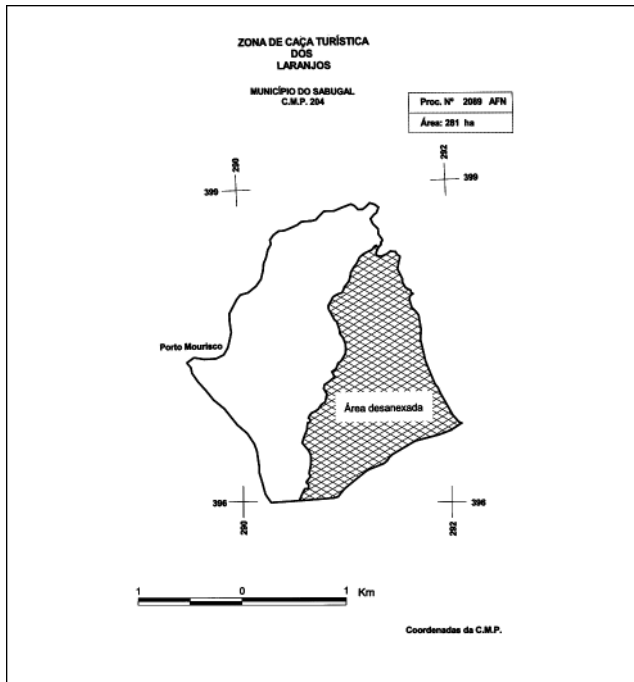 ZONA DE CAÇA TURÍSTICA
DOS
LARANJOS
MUNICÍPIO DO SABUGAL
C.M.P. 204
Proc. Nº 2089 AFN
Área: 281 ha
290
399
292
399
Porto Mourisco
Área desanexada
396
290
396
292
1 0 1 Km
Coordenadas da C.M.P.